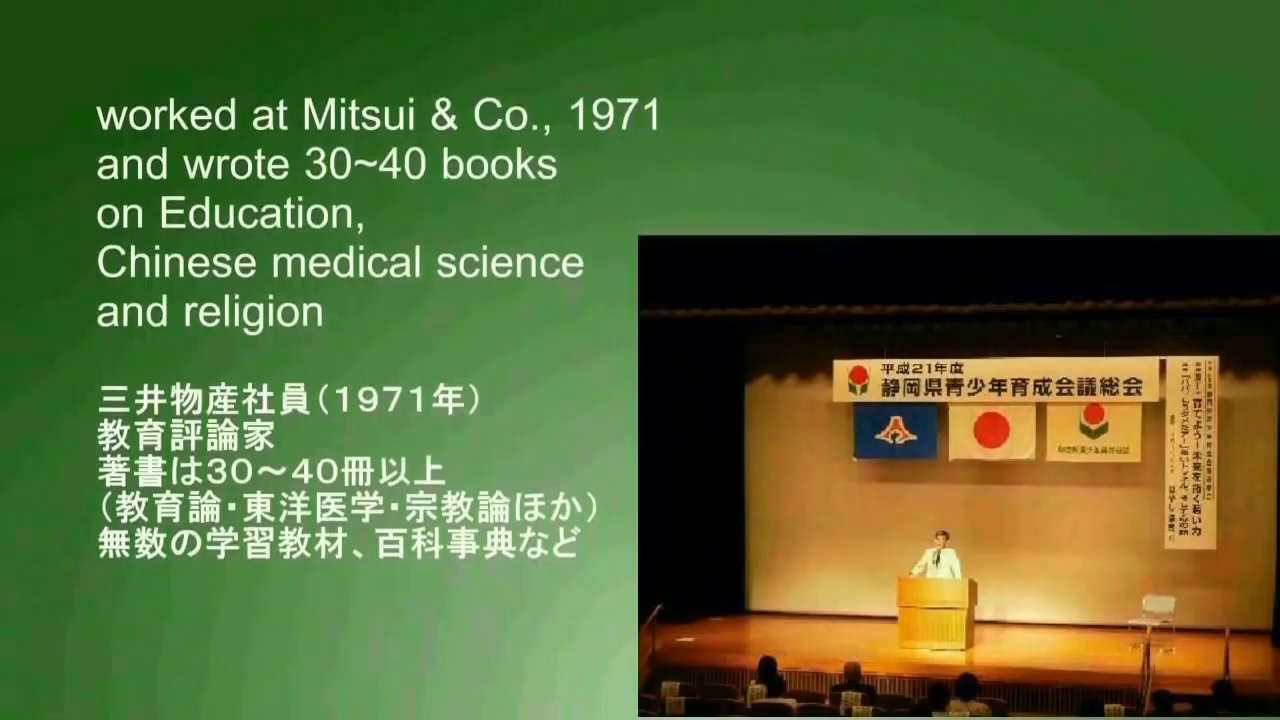 worked at Mitsui & Co., 1971
and wrote 30~40 books
on Education,
Chinese medical science
and religion
三井物産社員(1971年)
教育評論家
著書は30～40冊以上
(教育論・東洋医学・宗教論ほか)
無数の学習教材、百科事典など
平成21年度
静岡県青少年育成会議総会